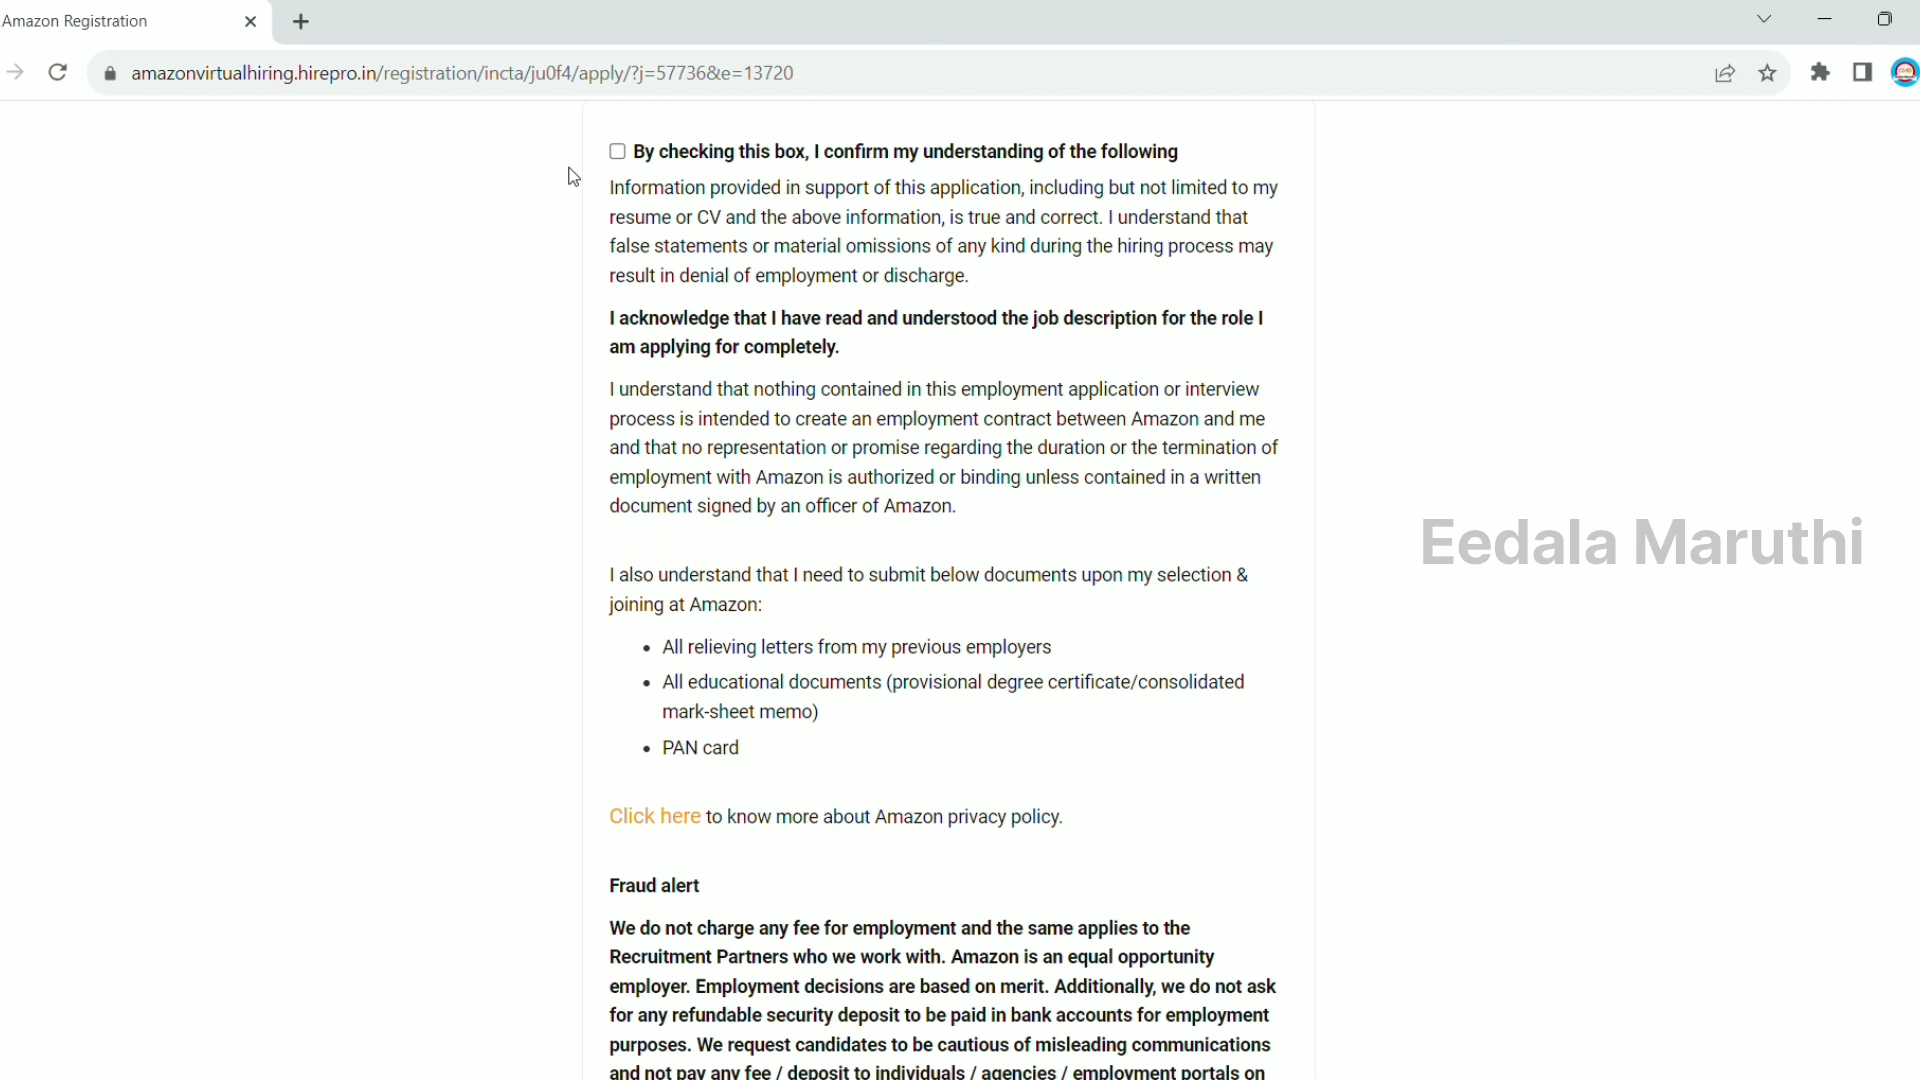 Amazon Registration
amazonvirtualhiring.hirepro.in/registration/incta/ju0f4/apply/?j=57736&e=13720
By checking this box, I confirm my understanding of the following
Information provided in support of this application, including but not limited to my
resume or CV and the above information, is true and correct. I understand that
false statements or material omissions of any kind during the hiring process may
result in denial of employment or discharge.
I acknowledge that I have read and understood the job description for the role I
am applying for completely.
I understand that nothing contained in this employment application or interview
process is intended to create an employment contract between Amazon and me
and that no representation or promise regarding the duration or the termination of
employment with Amazon is authorized or binding unless contained in a written
document signed by an officer of Amazon.
Eedala Maruthi
I also understand that I need to submit below documents upon my selection &
joining at Amazon:
• All relieving letters from my previous employers
• All educational documents (provisional degree certificate/consolidated
mark-sheet memo)
• PAN card
Click here to know more about Amazon privacy policy.
Fraud alert
We do not charge any fee for employment and the same applies to the
Recruitment Partners who we work with. Amazon is an equal opportunity
employer. Employment decisions are based on merit. Additionally, we do not ask
for any refundable security deposit to be paid in bank accounts for employment
purposes. We request candidates to be cautious of misleading communications
and not pay any fee / deposit to individuals / agencies / employment portals on